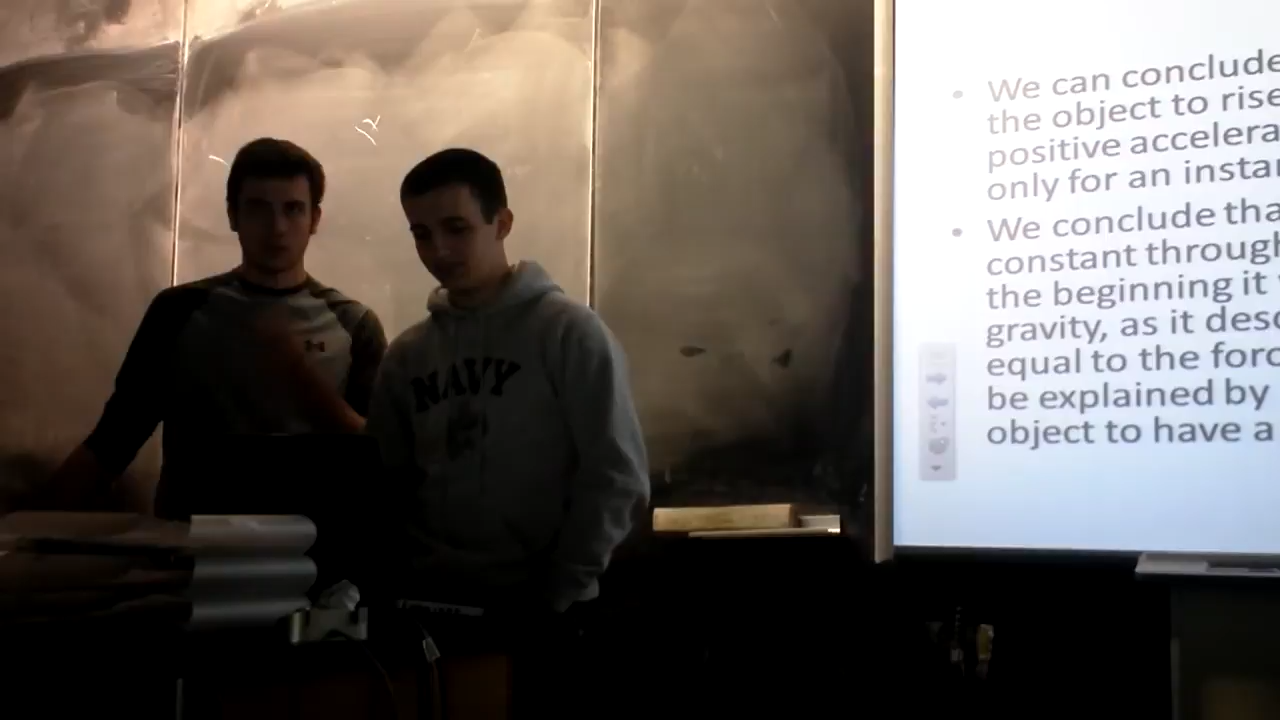 NAVY
We can conclude
the object to rise
positive accelera
only for an insta
We conclude tha
constant through
the beginning it
gravity, as it desc
equal to the forc
be explained by
object to have a